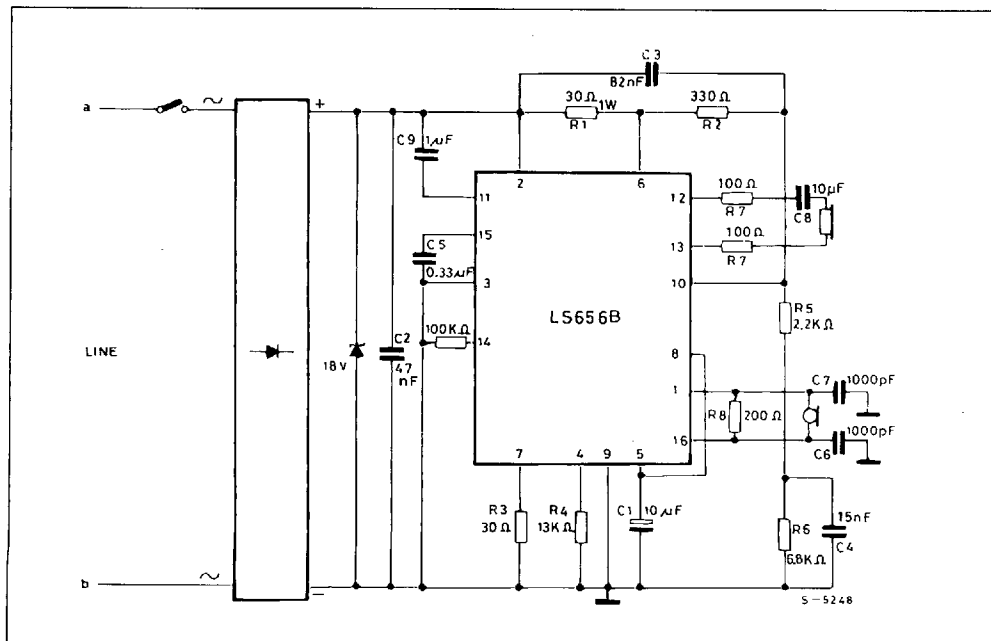 C3
82nF
a
~
+
30Ω
1W
R1
330Ω
R2
C9
1µF
2
6
11
12
100Ω
R7
10µF
C8
15
C5
0.33µF
13
100Ω
R7
3
10
LS656B
R5
2.2KΩ
LINE
100KΩ
14
8
18V
C2
47
nF
1
C7
1000pF
R8
200Ω
16
1000pF
C6
7
4
9
5
R3
30Ω
R4
13KΩ
C1
10µF
R6
6.8KΩ
15nF
C4
b
~
−
S-5248